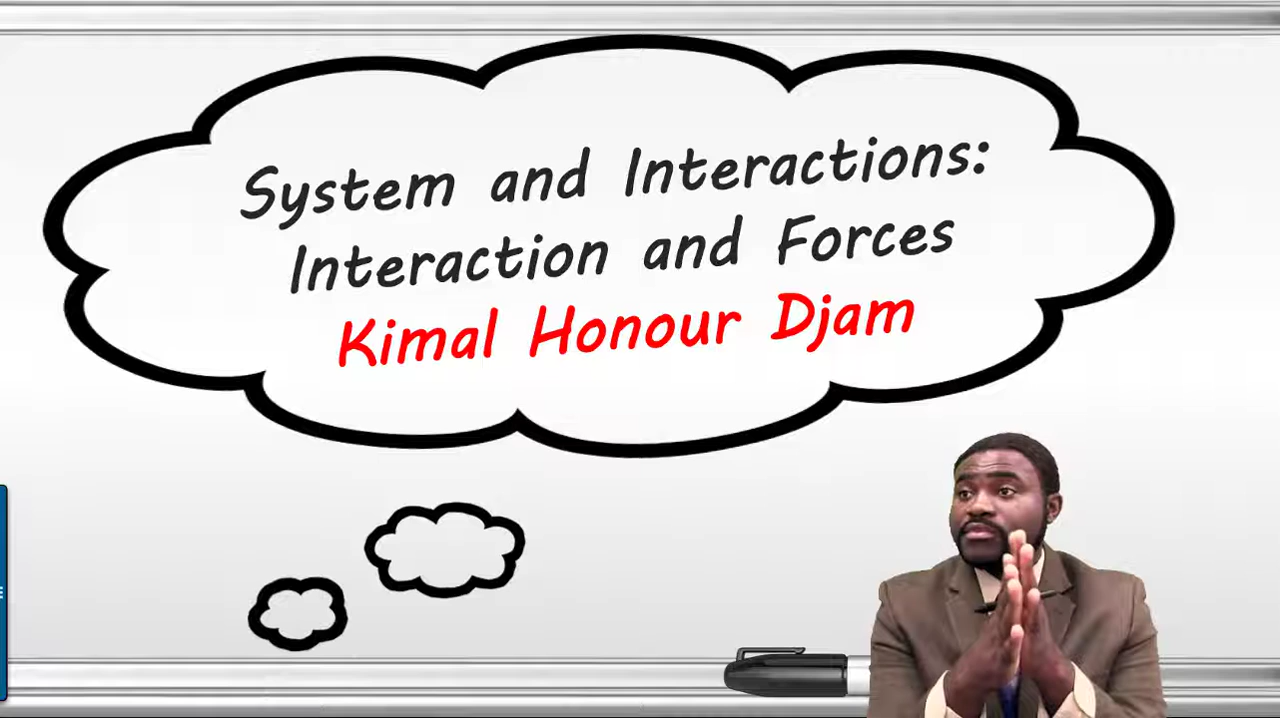 System and Interactions:
Interaction and Forces
Kimal Honour Djam